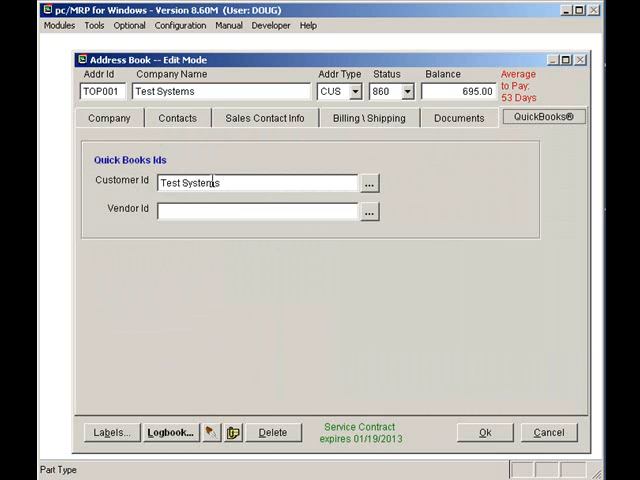 pc/MRP for Windows - Version 8.60M (User: DOUG)
Modules Tools Optional Configuration Manual Developer Help
Address Book -- Edit Mode
Addr Id Company Name Addr Type Status Balance Average to Pay: 53 Days
TOP001 Test Systems CUS 860 695.00
Company Contacts Sales Contact Info Billing \ Shipping Documents QuickBooks®
Quick Books Ids
Customer Id Test Systems ...
Vendor Id ...
Labels... Logbook... Delete Service Contract expires 01/19/2013 Ok Cancel
Part Type